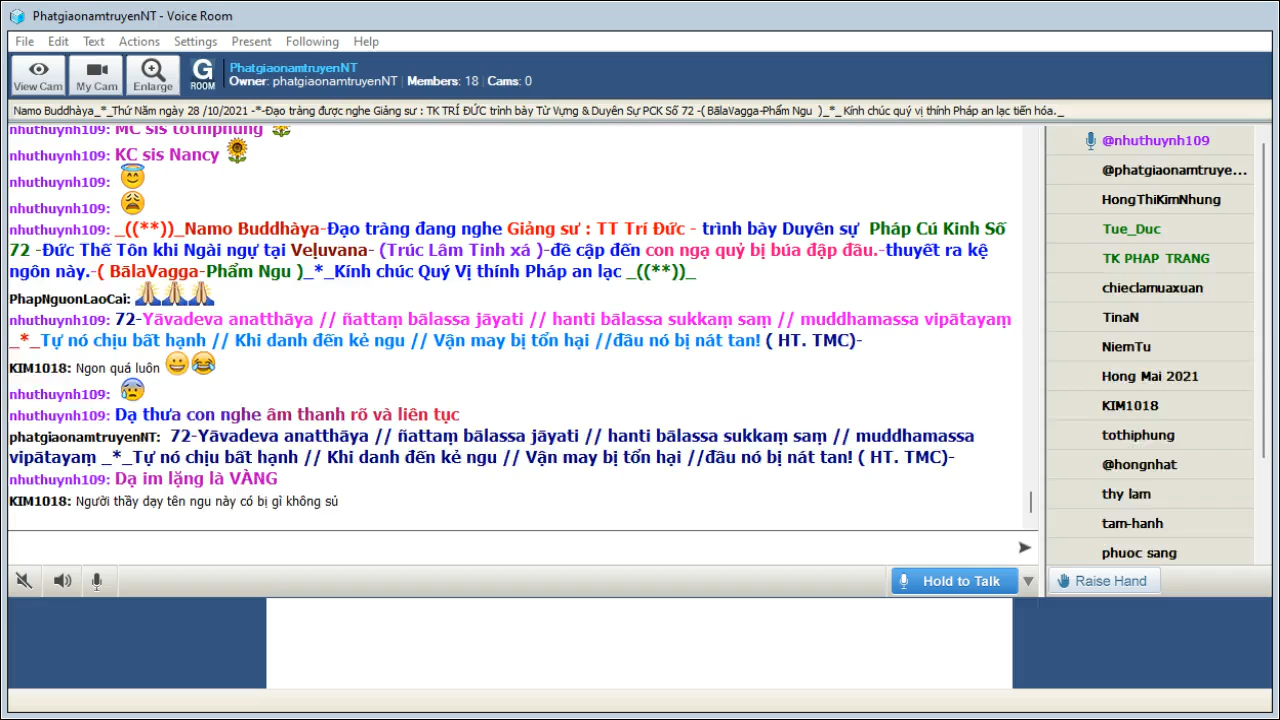 PhatgiaonamtruyenNT - Voice Room
File Edit Text Actions Settings Present Following Help
View Cam
My Cam
Enlarge
G ROOM
PhatgiaonamtruyenNT
Owner: phatgiaonamtruyenNT | Members: 18 | Cams: 0
Namo Buddhàya_*_Thứ Năm ngày 28 /10/2021 -*-Đạo tràng được nghe Giảng sư : TK TRÍ ĐỨC trình bày Từ Vựng & Duyên Sự PCK Số 72 -( BālaVagga-Phẩm Ngu )_*_Kính chúc quý vị thính Pháp an lạc tiến hóa._
nhuthuynh109: MC sis tothiphung
nhuthuynh109: KC sis Nancy
nhuthuynh109:
nhuthuynh109:
nhuthuynh109: _((**))_Namo Buddhàya-Đạo tràng đang nghe Giảng sư : TT Trí Đức - trình bày Duyên sự Pháp Cú Kinh Số
72 -Đức Thế Tôn khi Ngài ngự tại Veḷuvana- (Trúc Lâm Tinh xá )-đề cập đến con ngạ quỷ bị búa đập đầu.-thuyết ra kệ
ngôn này.-( BālaVagga-Phẩm Ngu )_*_Kính chúc Quý Vị thính Pháp an lạc _((**))_
PhapNguonLaoCai:
nhuthuynh109: 72-Yāvadeva anatthāya // ñattaṃ bālassa jāyati // hanti bālassa sukkaṃ saṃ // muddhamassa vipātayaṃ
_*_Tự nó chịu bất hạnh // Khi danh đến kẻ ngu // Vận may bị tổn hại //đầu nó bị nát tan! ( HT. TMC)-
KIM1018: Ngon quá luôn
nhuthuynh109:
nhuthuynh109: Dạ thưa con nghe âm thanh rõ và liên tục
phatgiaonamtruyenNT: 72-Yāvadeva anatthāya // ñattaṃ bālassa jāyati // hanti bālassa sukkaṃ saṃ // muddhamassa
vipātayaṃ _*_Tự nó chịu bất hạnh // Khi danh đến kẻ ngu // Vận may bị tổn hại //đầu nó bị nát tan! ( HT. TMC)-
nhuthuynh109: Dạ im lặng là VÀNG
KIM1018: Người thầy dạy tên ngu này có bị gì không sủ
@nhuthuynh109
@phatgiaonamtruye...
HongThiKimNhung
Tue_Duc
TK PHAP TRANG
chieclamuaxuan
TinaN
NiemTu
Hong Mai 2021
KIM1018
tothiphung
@hongnhat
thy lam
tam-hanh
phuoc sang
Hold to Talk
Raise Hand